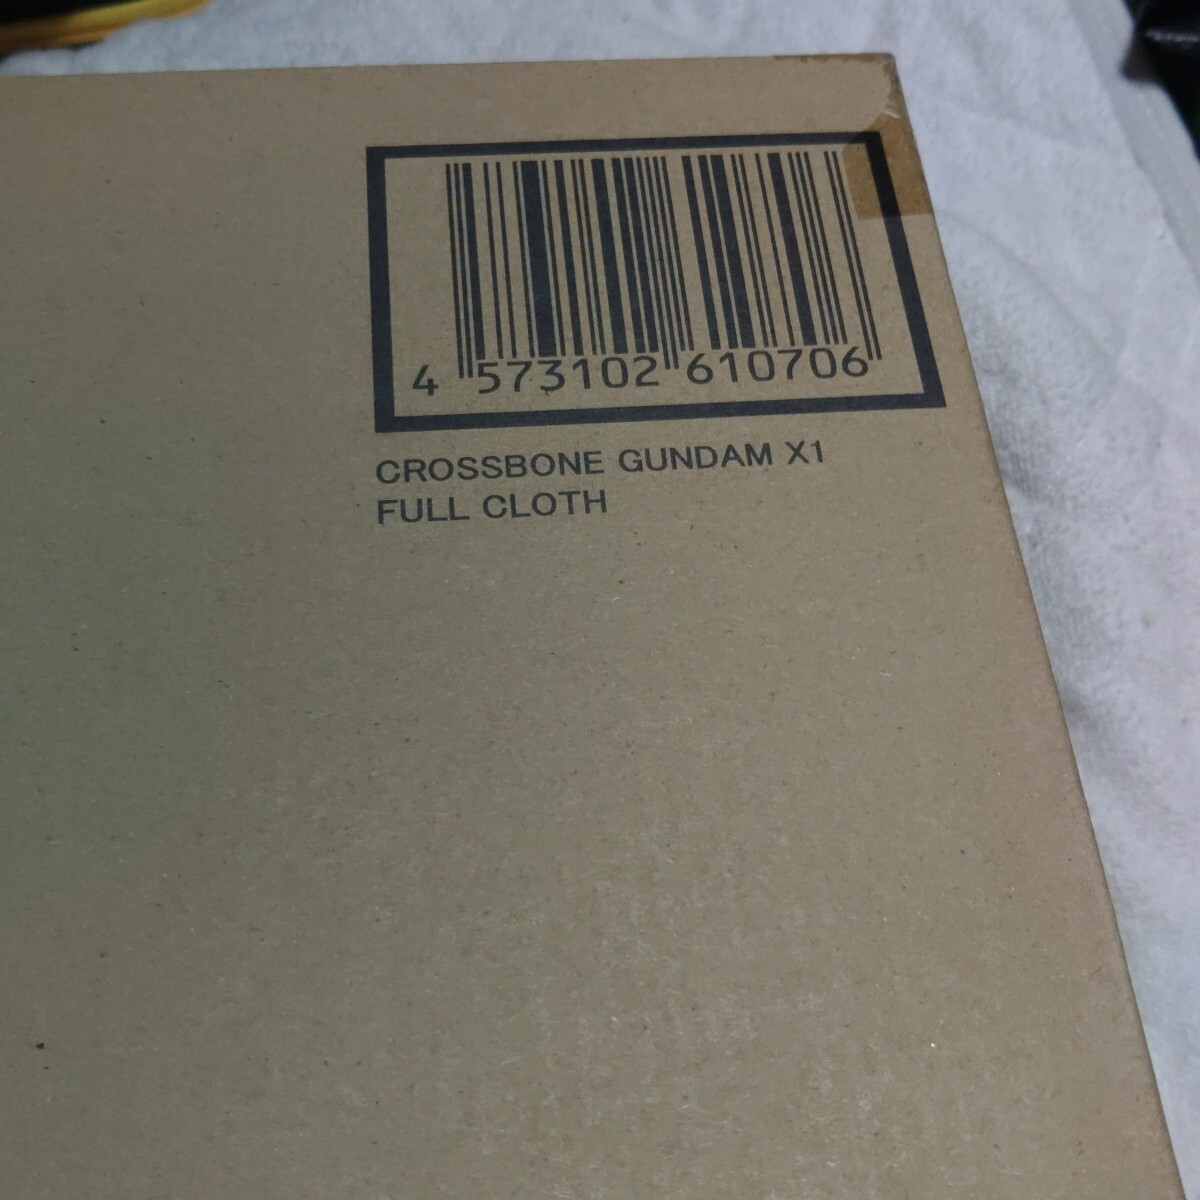 4 573102 610706
CROSSBONE GUNDAM X1
FULL CLOTH